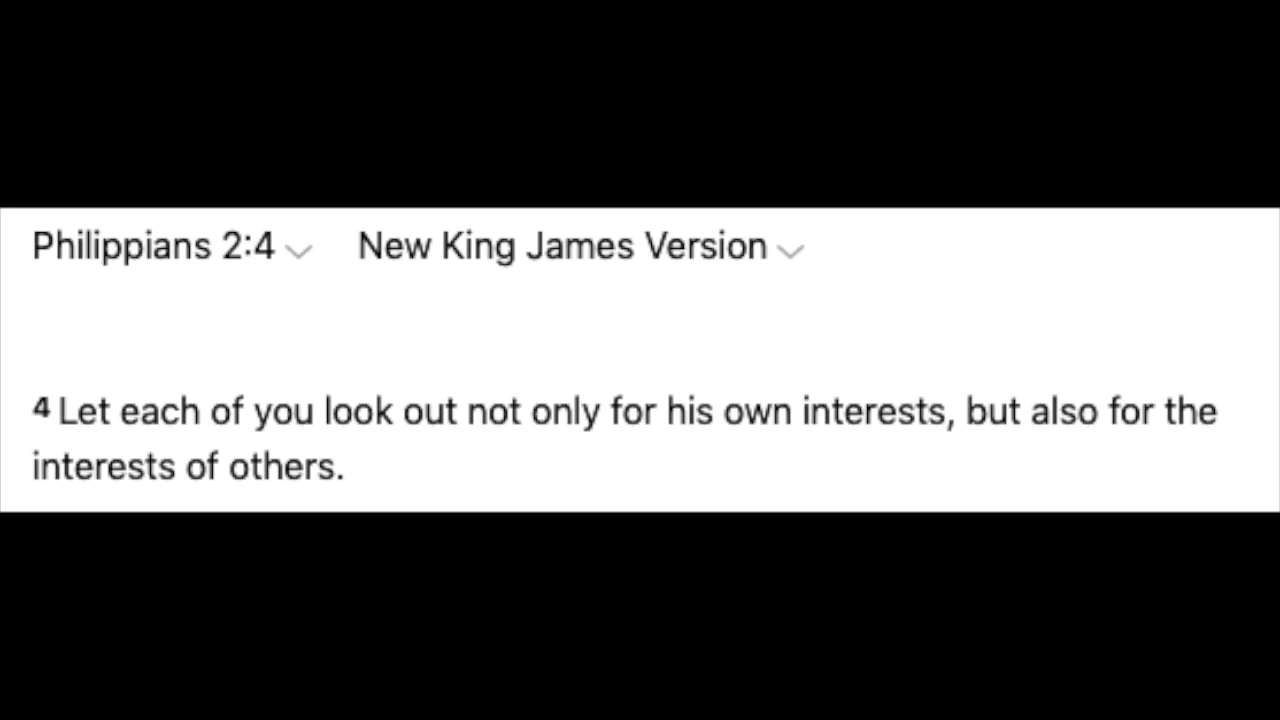 Philippians 2:4 New King James Version
4 Let each of you look out not only for his own interests, but also for the
interests of others.